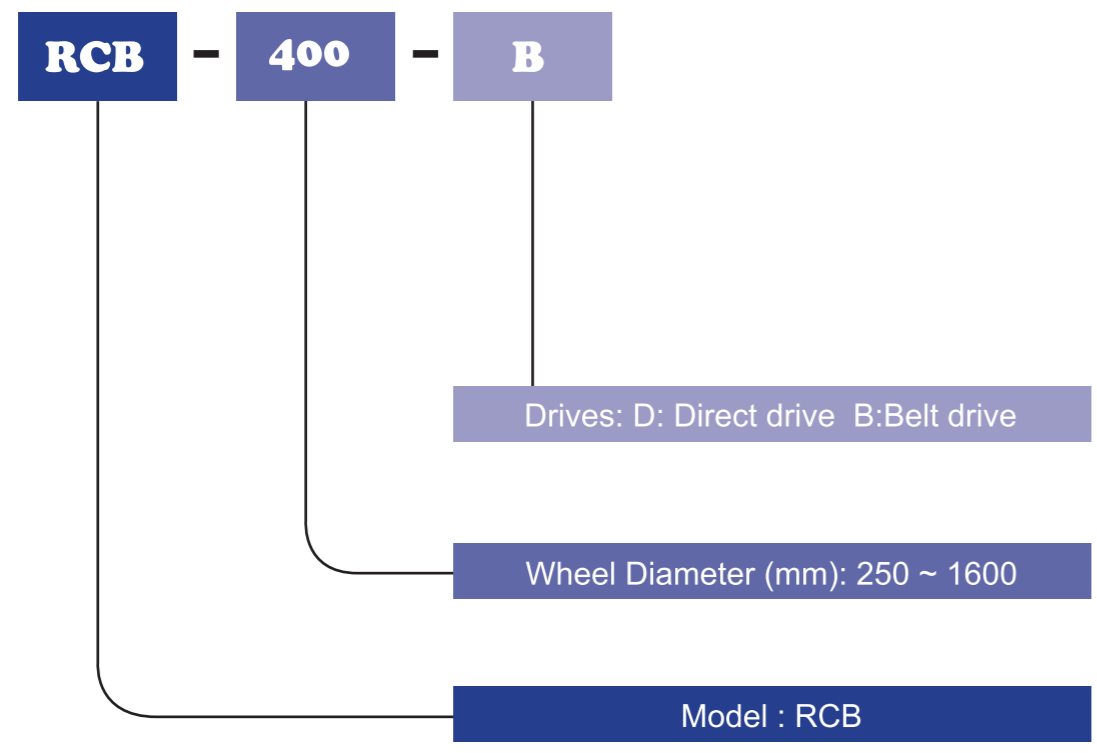 RCB - 400 - B
Drives: D: Direct drive B:Belt drive
Wheel Diameter (mm): 250 ~ 1600
Model : RCB